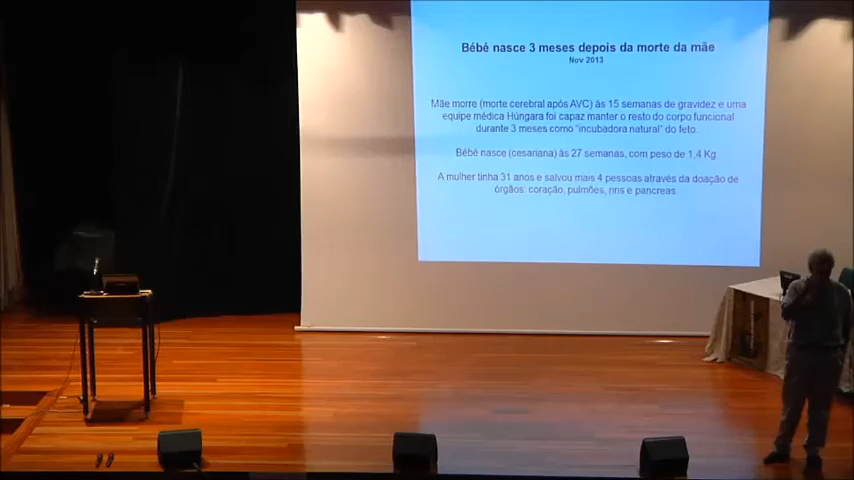 Bébé nasce 3 meses depois da morte da mãe
Nov 2013
Mãe morre (morte cerebral após AVC) às 15 semanas de gravidez e uma
equipe médica Húngara foi capaz manter o resto do corpo funcional
durante 3 meses como "incubadora natural" do feto.
Bébé nasce (cesariana) às 27 semanas, com peso de 1,4 Kg
A mulher tinha 31 anos e salvou mais 4 pessoas através da doação de
órgãos: coração, pulmões, rins e pancreas